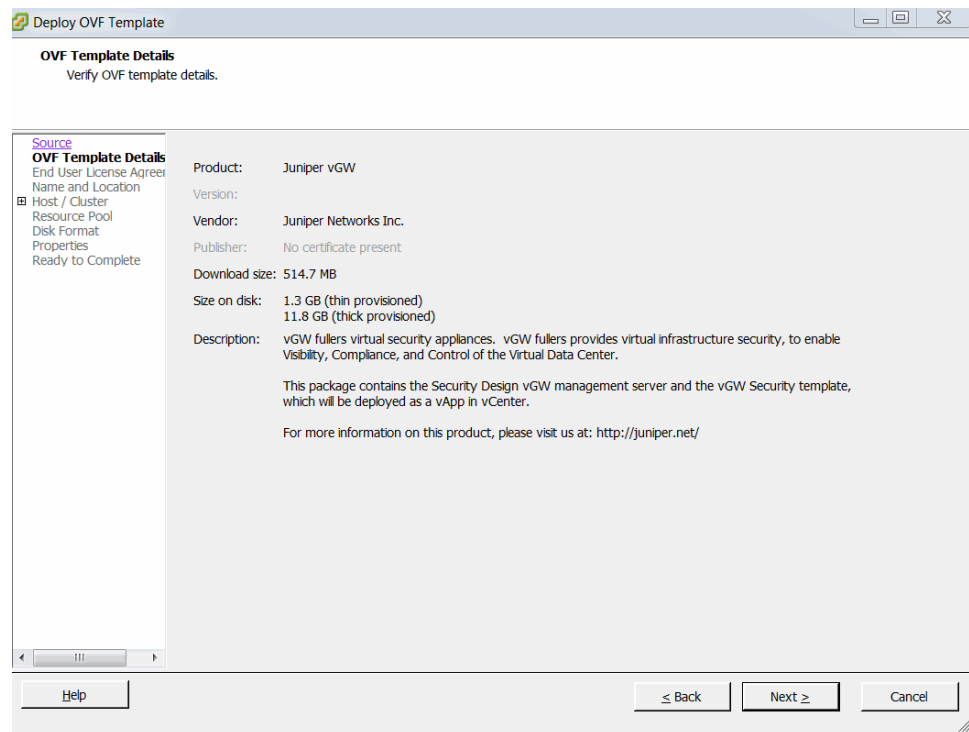 Deploy OVF Template
OVF Template Details
Verify OVF template details.
Source
OVF Template Details
End User License Agreer
Name and Location
Host / Cluster
Resource Pool
Disk Format
Properties
Ready to Complete
Product: Juniper vGW
Version:
Vendor: Juniper Networks Inc.
Publisher: No certificate present
Download size: 514.7 MB
Size on disk: 1.3 GB (thin provisioned)
11.8 GB (thick provisioned)
Description: vGW fullers virtual security appliances. vGW fullers provides virtual infrastructure security, to enable
Visibility, Compliance, and Control of the Virtual Data Center.
This package contains the Security Design vGW management server and the vGW Security template,
which will be deployed as a vApp in vCenter.
For more information on this product, please visit us at: http://juniper.net/
Help
≤ Back
Next ≥
Cancel